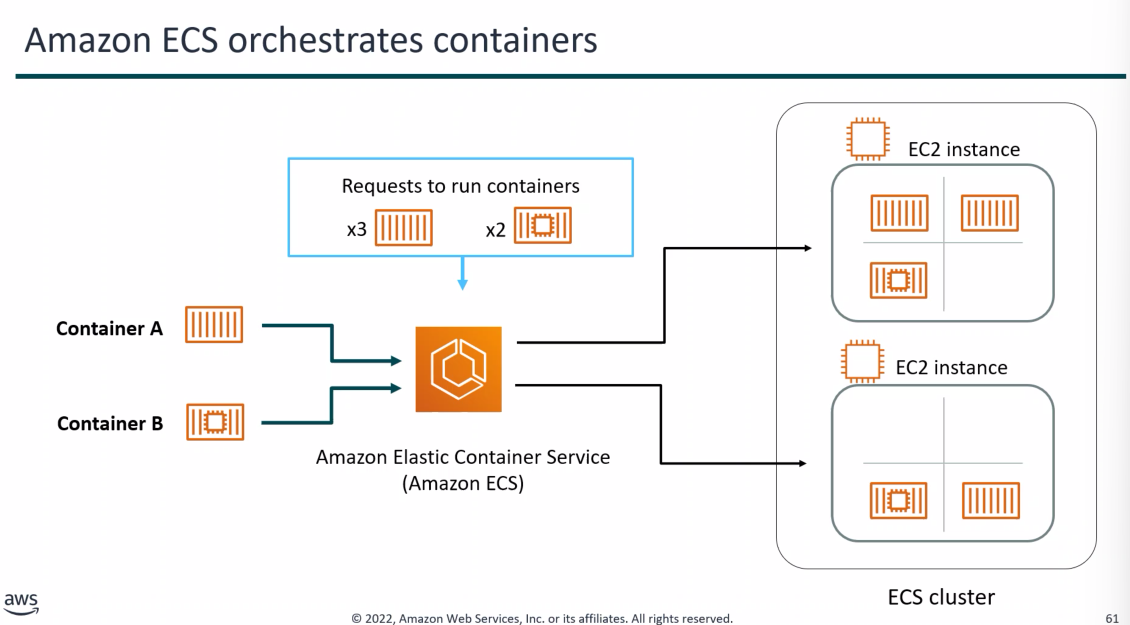 Amazon ECS orchestrates containers
Requests to run containers
x3
x2
Container A
Container B
Amazon Elastic Container Service
(Amazon ECS)
EC2 instance
EC2 instance
ECS cluster
aws
© 2022, Amazon Web Services, Inc. or its affiliates. All rights reserved.
61